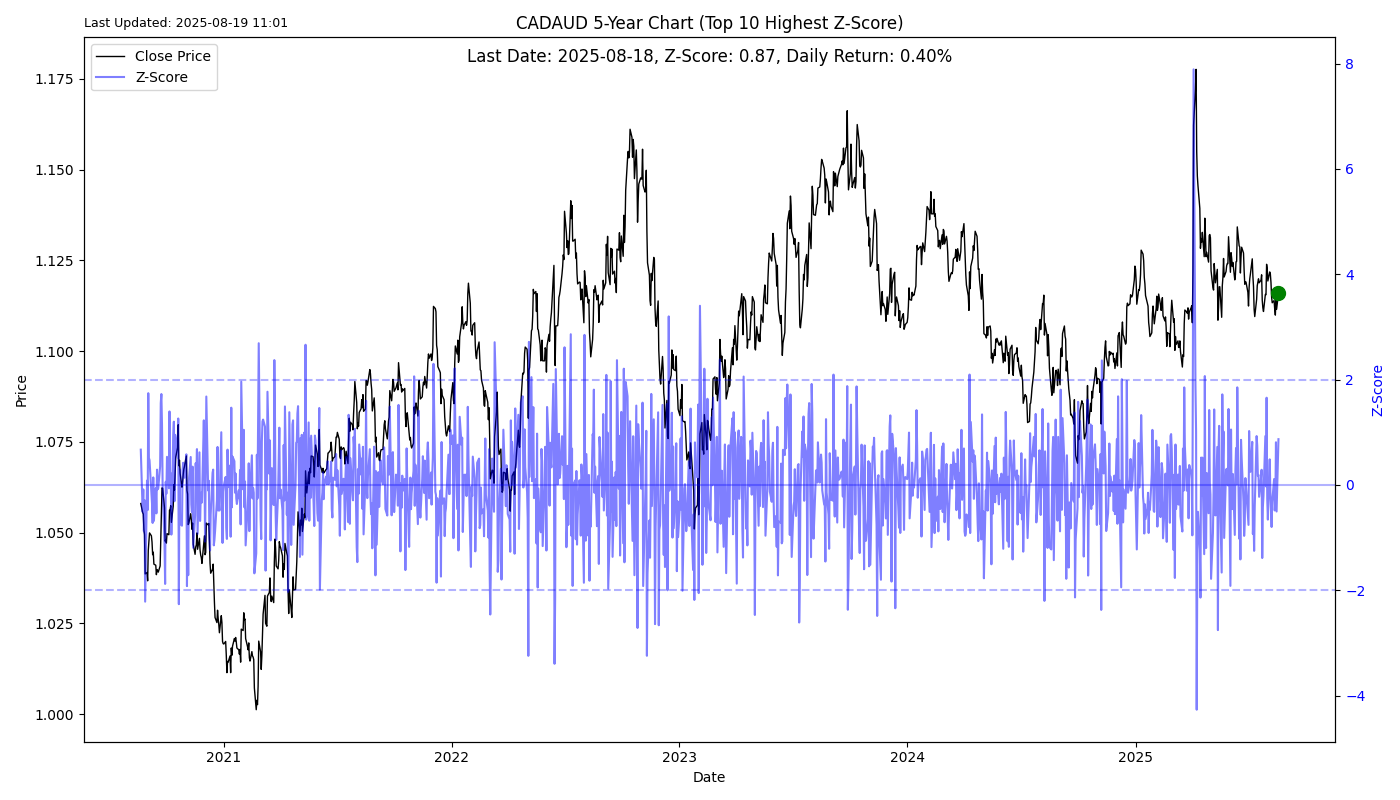 Last Updated: 2025-08-19 11:01
CADAUD 5-Year Chart (Top 10 Highest Z-Score)
Last Date: 2025-08-18, Z-Score: 0.87, Daily Return: 0.40%
Close Price
Z-Score
1.175
1.150
1.125
1.100
1.075
1.050
1.025
1.000
Price
8
6
4
2
0
−2
−4
Z-Score
2021
2022
2023
2024
2025
Date